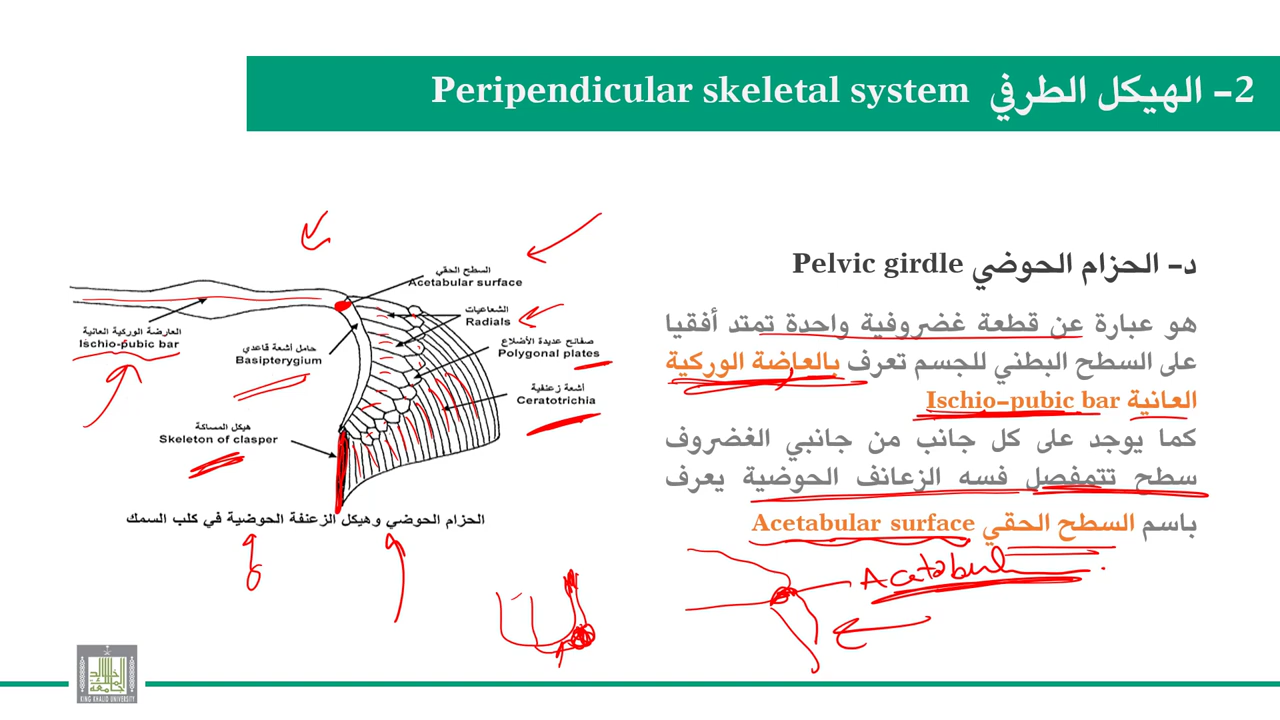 2- الهيكل الطرفي Peripendicular skeletal system
د- الحزام الحوضي Pelvic girdle
هو عبارة عن قطعة غضروفية واحدة تمتد أفقيا
على السطح البطني للجسم تعرف بالعاضة الوركية
العانية Ischio-pubic bar
كما يوجد على كل جانب من جانبي الغضروف
سطح تتمفصل فسه الزعانف الحوضية يعرف
باسم السطح الحقي Acetabular surface
Acetabul
السطح الحقي
Acetabular surface
الشعاعيات
Radials
صفائح عديدة الأضلاع
Polygonal plates
أشعة زعنفية
Ceratotrichia
العارضة الوركية العانية
Ischio-pubic bar
حامل أشعة قاعدي
Basipterygium
هيكل المساكة
Skeleton of clasper
الحزام الحوضي وهيكل الزعنفة الحوضية في كلب السمك
KING KHALID UNIVERSITY